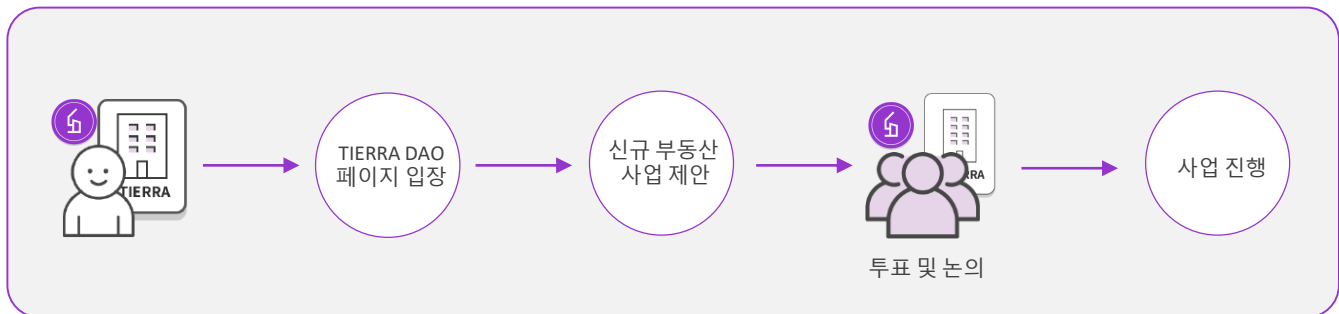 TIERRA
TIERRA DAO
페이지 입장
신규 부동산
사업 제안
RA
투표 및 논의
사업 진행